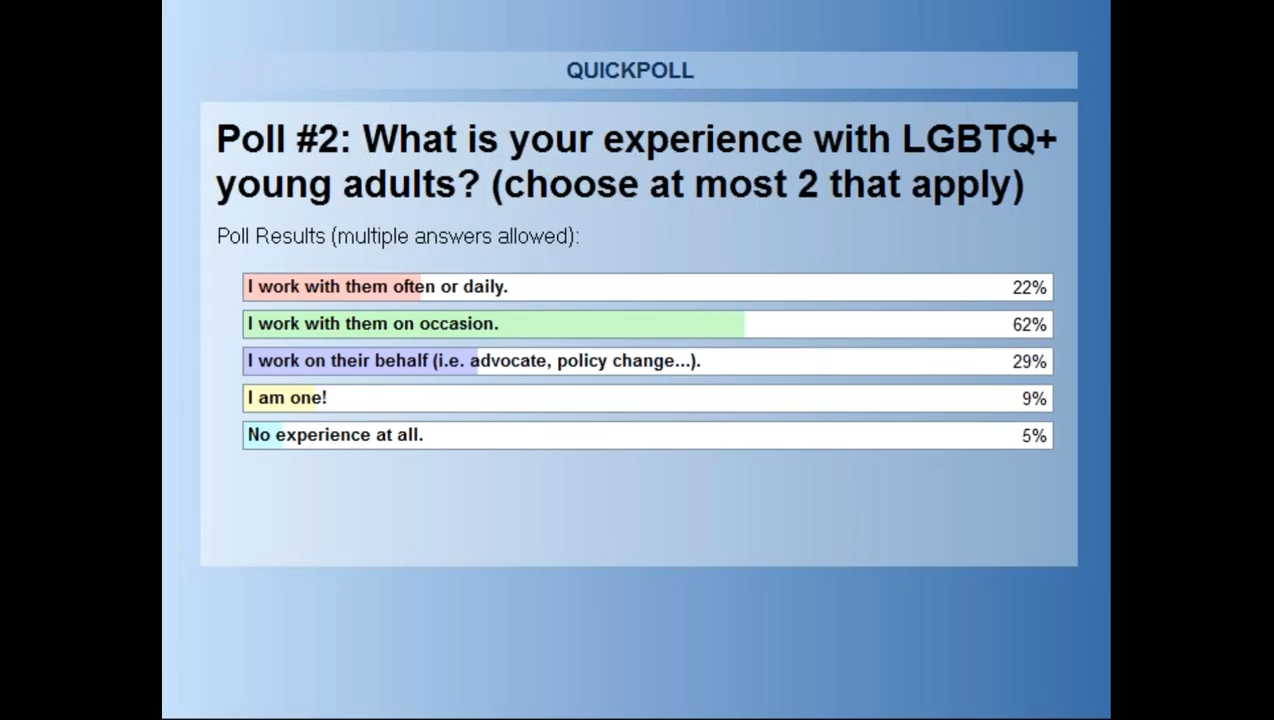 QUICKPOLL
Poll #2: What is your experience with LGBTQ+
young adults? (choose at most 2 that apply)
Poll Results (multiple answers allowed):
I work with them often or daily. 22%
I work with them on occasion. 62%
I work on their behalf (i.e. advocate, policy change...). 29%
I am one! 9%
No experience at all. 5%